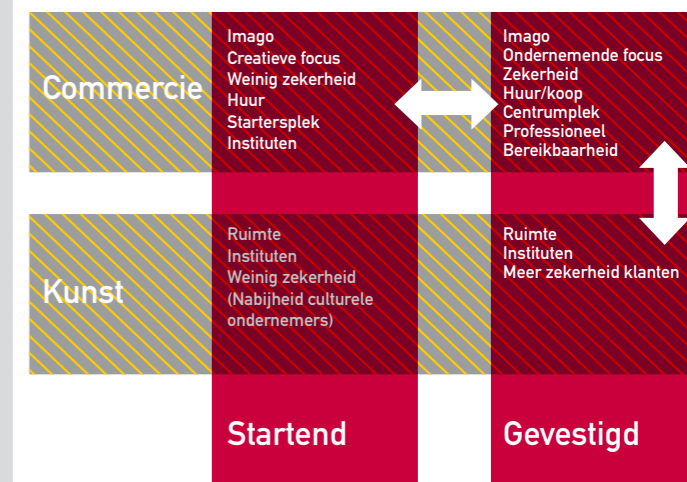 Commercie
Imago
Creatieve focus
Weinig zekerheid
Huur
Startersplek
Instituten
Imago
Ondernemende focus
Zekerheid
Huur/koop
Centrumplek
Professioneel
Bereikbaarheid
Kunst
Ruimte
Instituten
Weinig zekerheid
(Nabijheid culturele
ondernemers)
Ruimte
Instituten
Meer zekerheid klanten
Startend
Gevestigd